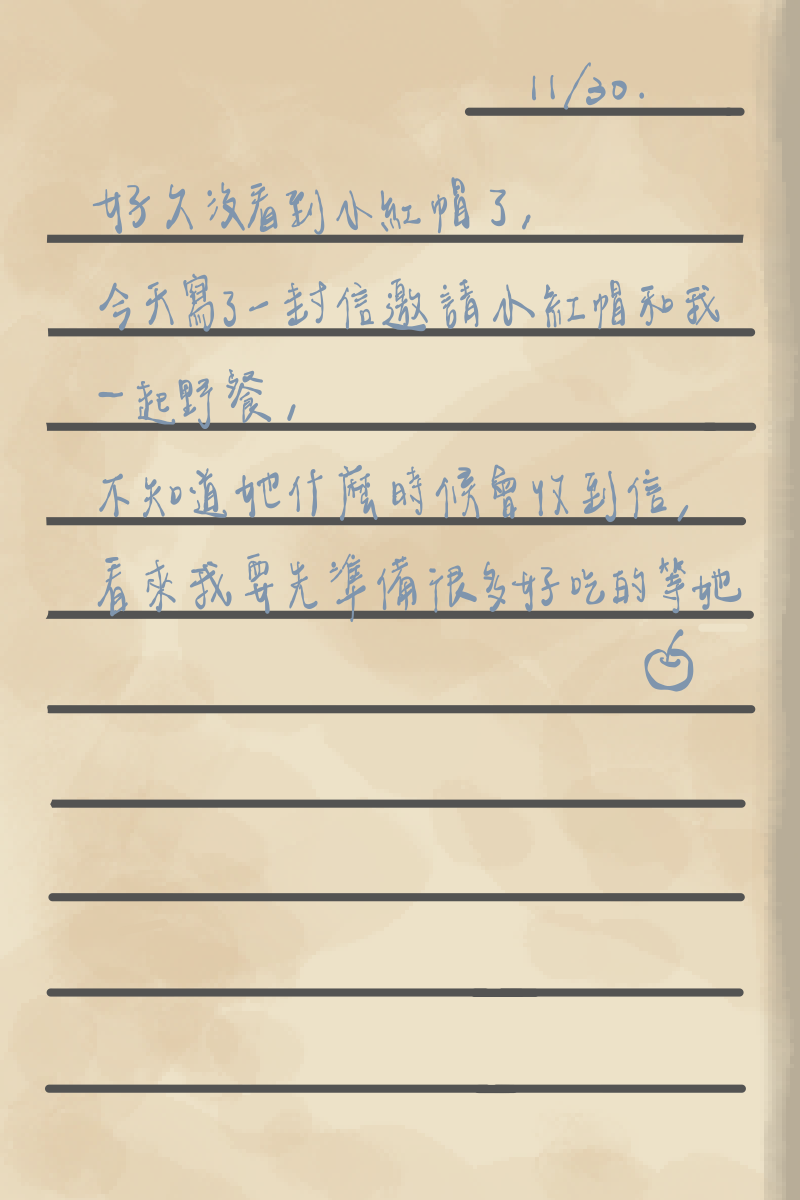 11/30.
好久沒看到小紅帽了,
今天寫了一封信邀請小紅帽和我
一起野餐,
不知道她什麼時候會收到信,
看來我要先準備很多好吃的等她